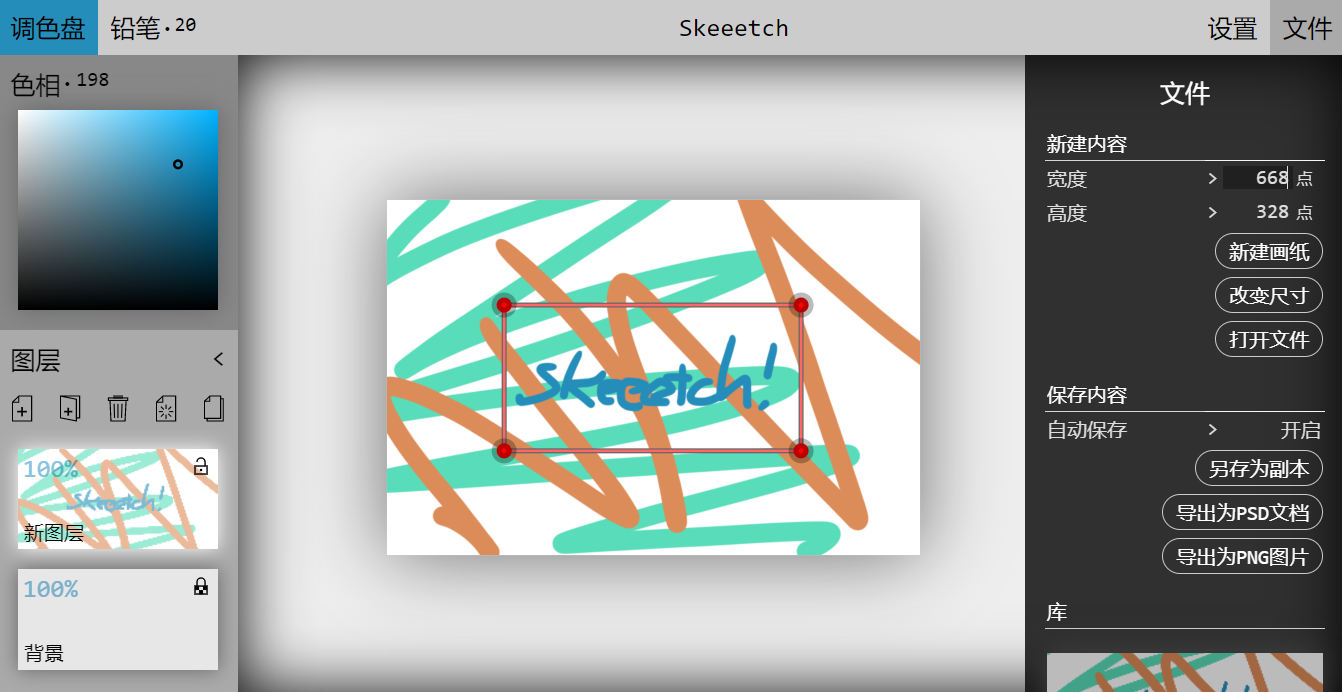 调色盘 铅笔·20 Skeeetch 设置 文件
色相·198
图层 <
100%
新图层
100%
背景
skeeetch!
文件
新建内容
宽度 > 668 点
高度 > 328 点
新建画纸
改变尺寸
打开文件
保存内容
自动保存 > 开启
另存为副本
导出为PSD文档
导出为PNG图片
库